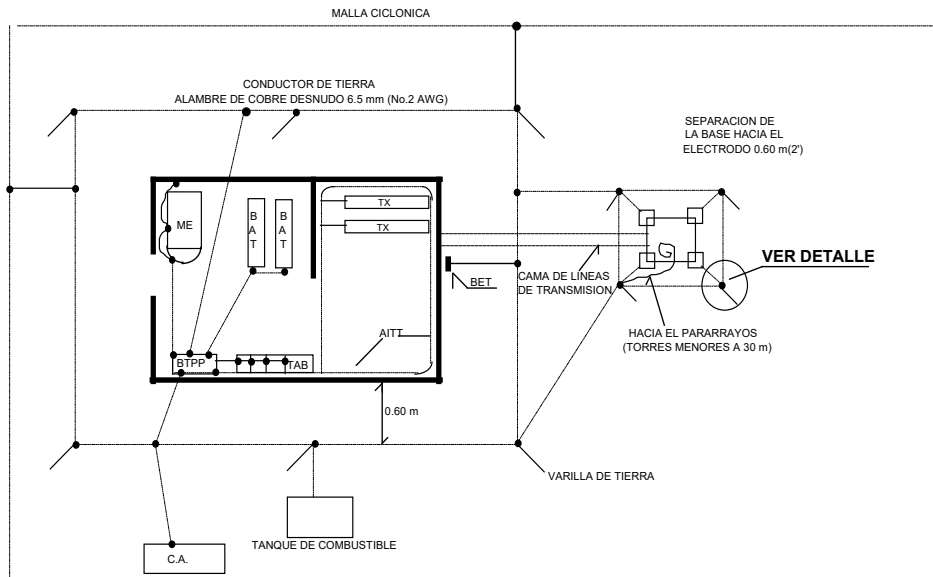 MALLA CICLONICA
CONDUCTOR DE TIERRA
ALAMBRE DE COBRE DESNUDO 6.5 mm (No.2 AWG)
SEPARACION DE
LA BASE HACIA EL
ELECTRODO 0.60 m(2')
ME
BAT
BAT
TX
TX
G
VER DETALLE
CAMA DE LINEAS
DE TRANSMISION
BET
HACIA EL PARARRAYOS
(TORRES MENORES A 30 m)
AITT
BTPP
TAB
0.60 m
VARILLA DE TIERRA
TANQUE DE COMBUSTIBLE
C.A.